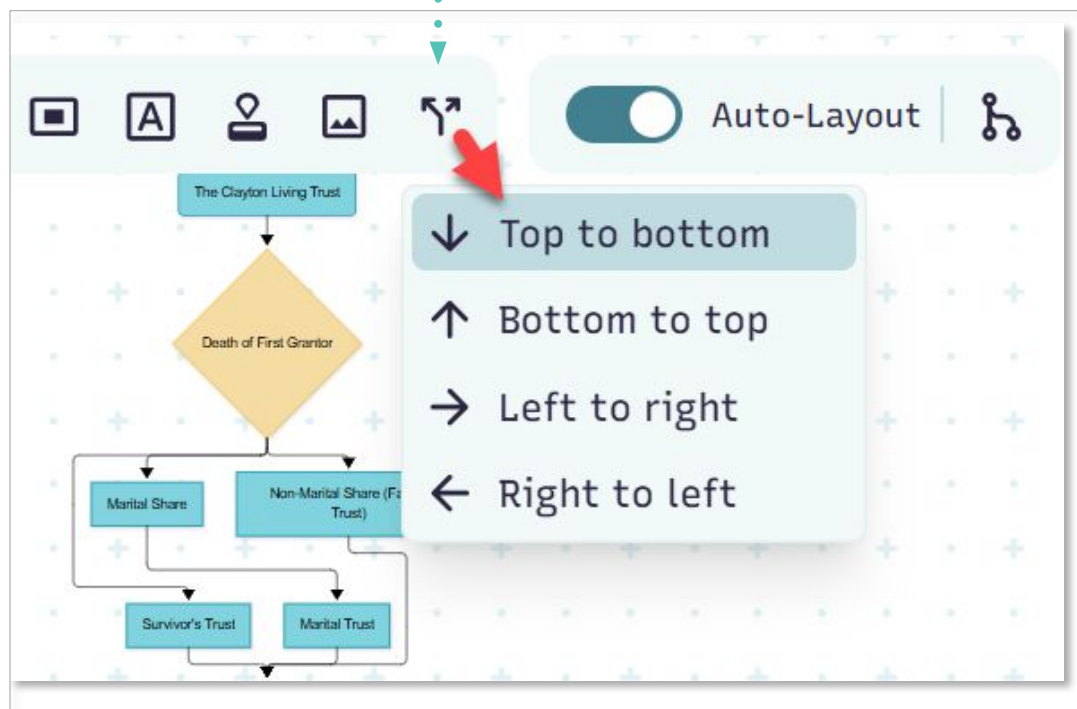 A
Auto-Layout
The Clayton Living Trust
Top to bottom
Bottom to top
Left to right
Right to left
Death of First Grantor
Marital Share
Non-Marital Share (Fa
Trust)
Survivor's Trust
Marital Trust